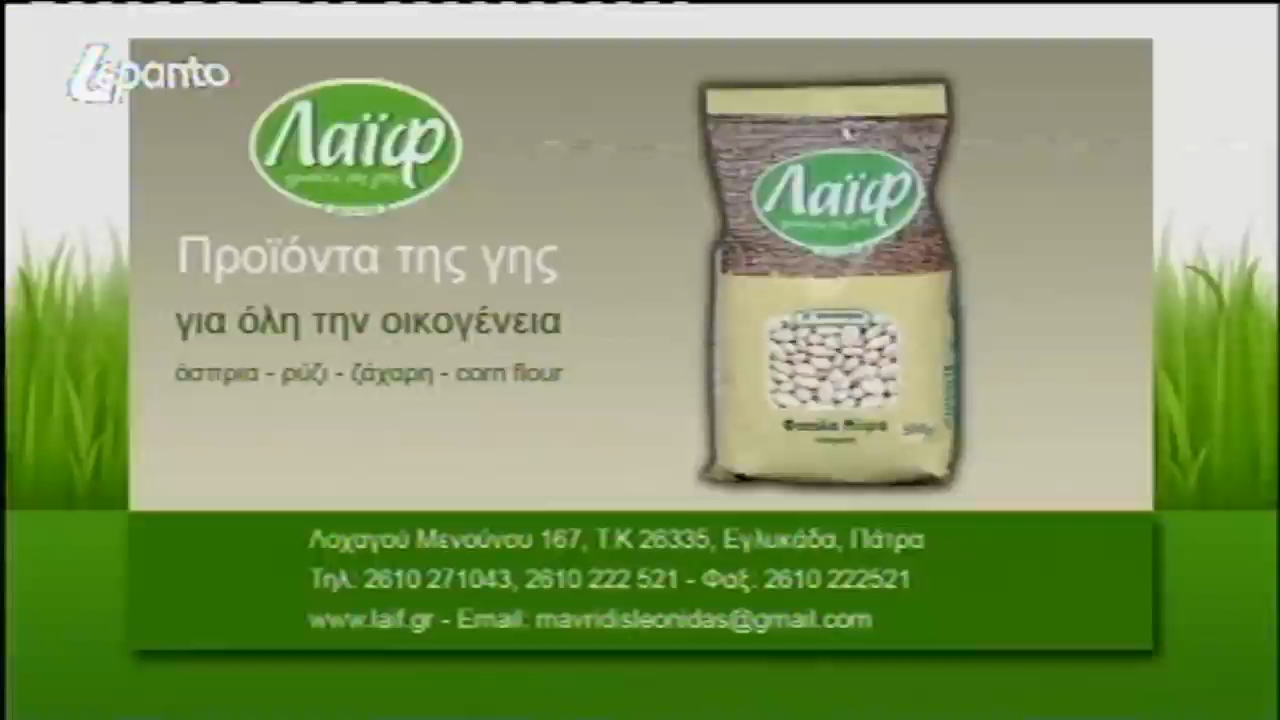 Lepanto
Λαϊφ
Προϊόντα της γης
για όλη την οικογένεια
όσπρια - ρύζι - ζάχαρη - corn flour
Λαϊφ
500g
Λοχαγού Μενούνου 167, Τ.Κ 26335, Εγλυκάδα, Πάτρα
Τηλ: 2610 271043, 2610 222 521 - Φαξ. 2610 222521
www.laif.gr - Email: mavridisleonidas@gmail.com